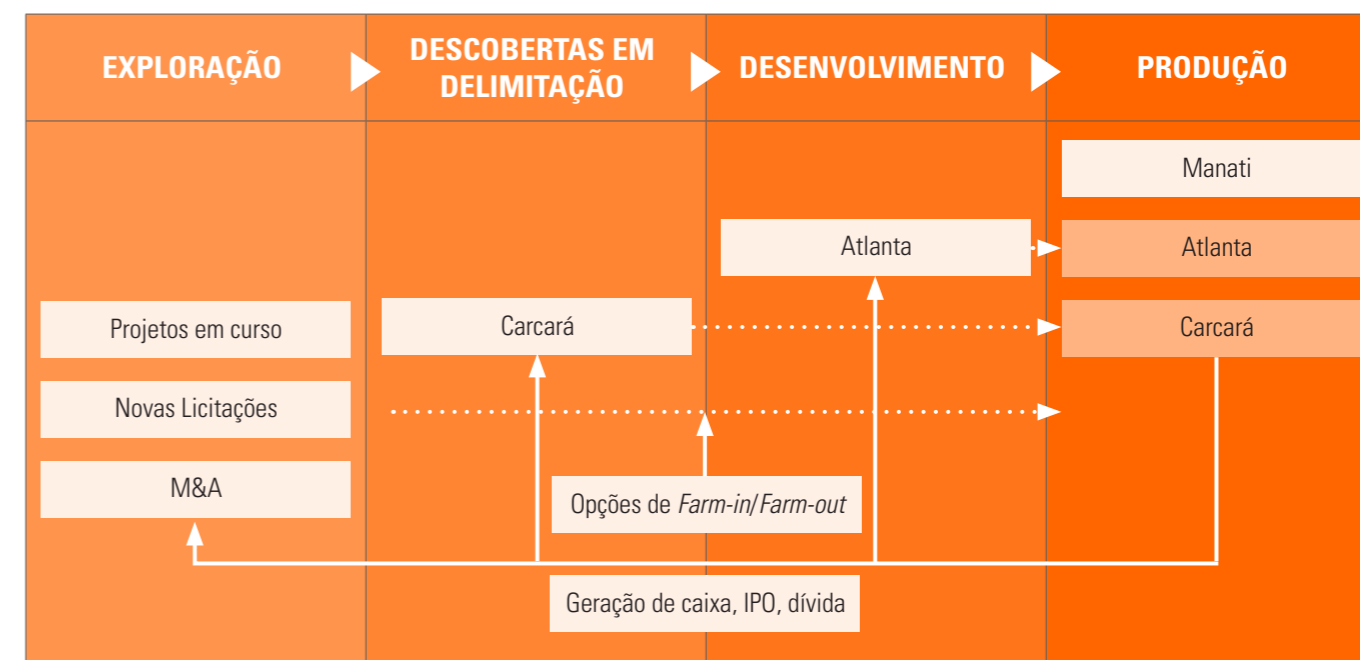 EXPLORAÇÃO
DESCOBERTAS EM
DELIMITAÇÃO
DESENVOLVIMENTO
PRODUÇÃO
Manati
Atlanta
Atlanta
Projetos em curso
Carcará
Carcará
Novas Licitações
M&A
Opções de Farm-in/Farm-out
Geração de caixa, IPO, dívida